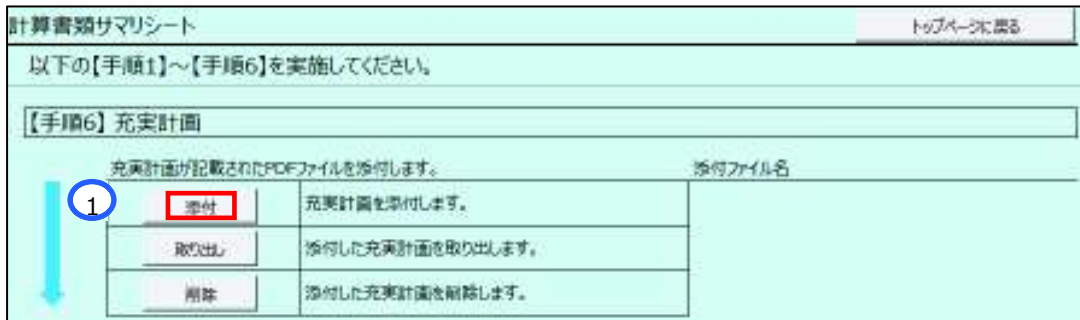 計算書類サマリシート
トップページに戻る
以下の【手順1】～【手順6】を実施してください。
【手順6】 充実計画
充実計画が記載されたPDFファイルを添付します。
添付ファイル名
1
添付
充実計画を添付します。
取り出し
添付した充実計画を取り出します。
削除
添付した充実計画を削除します。